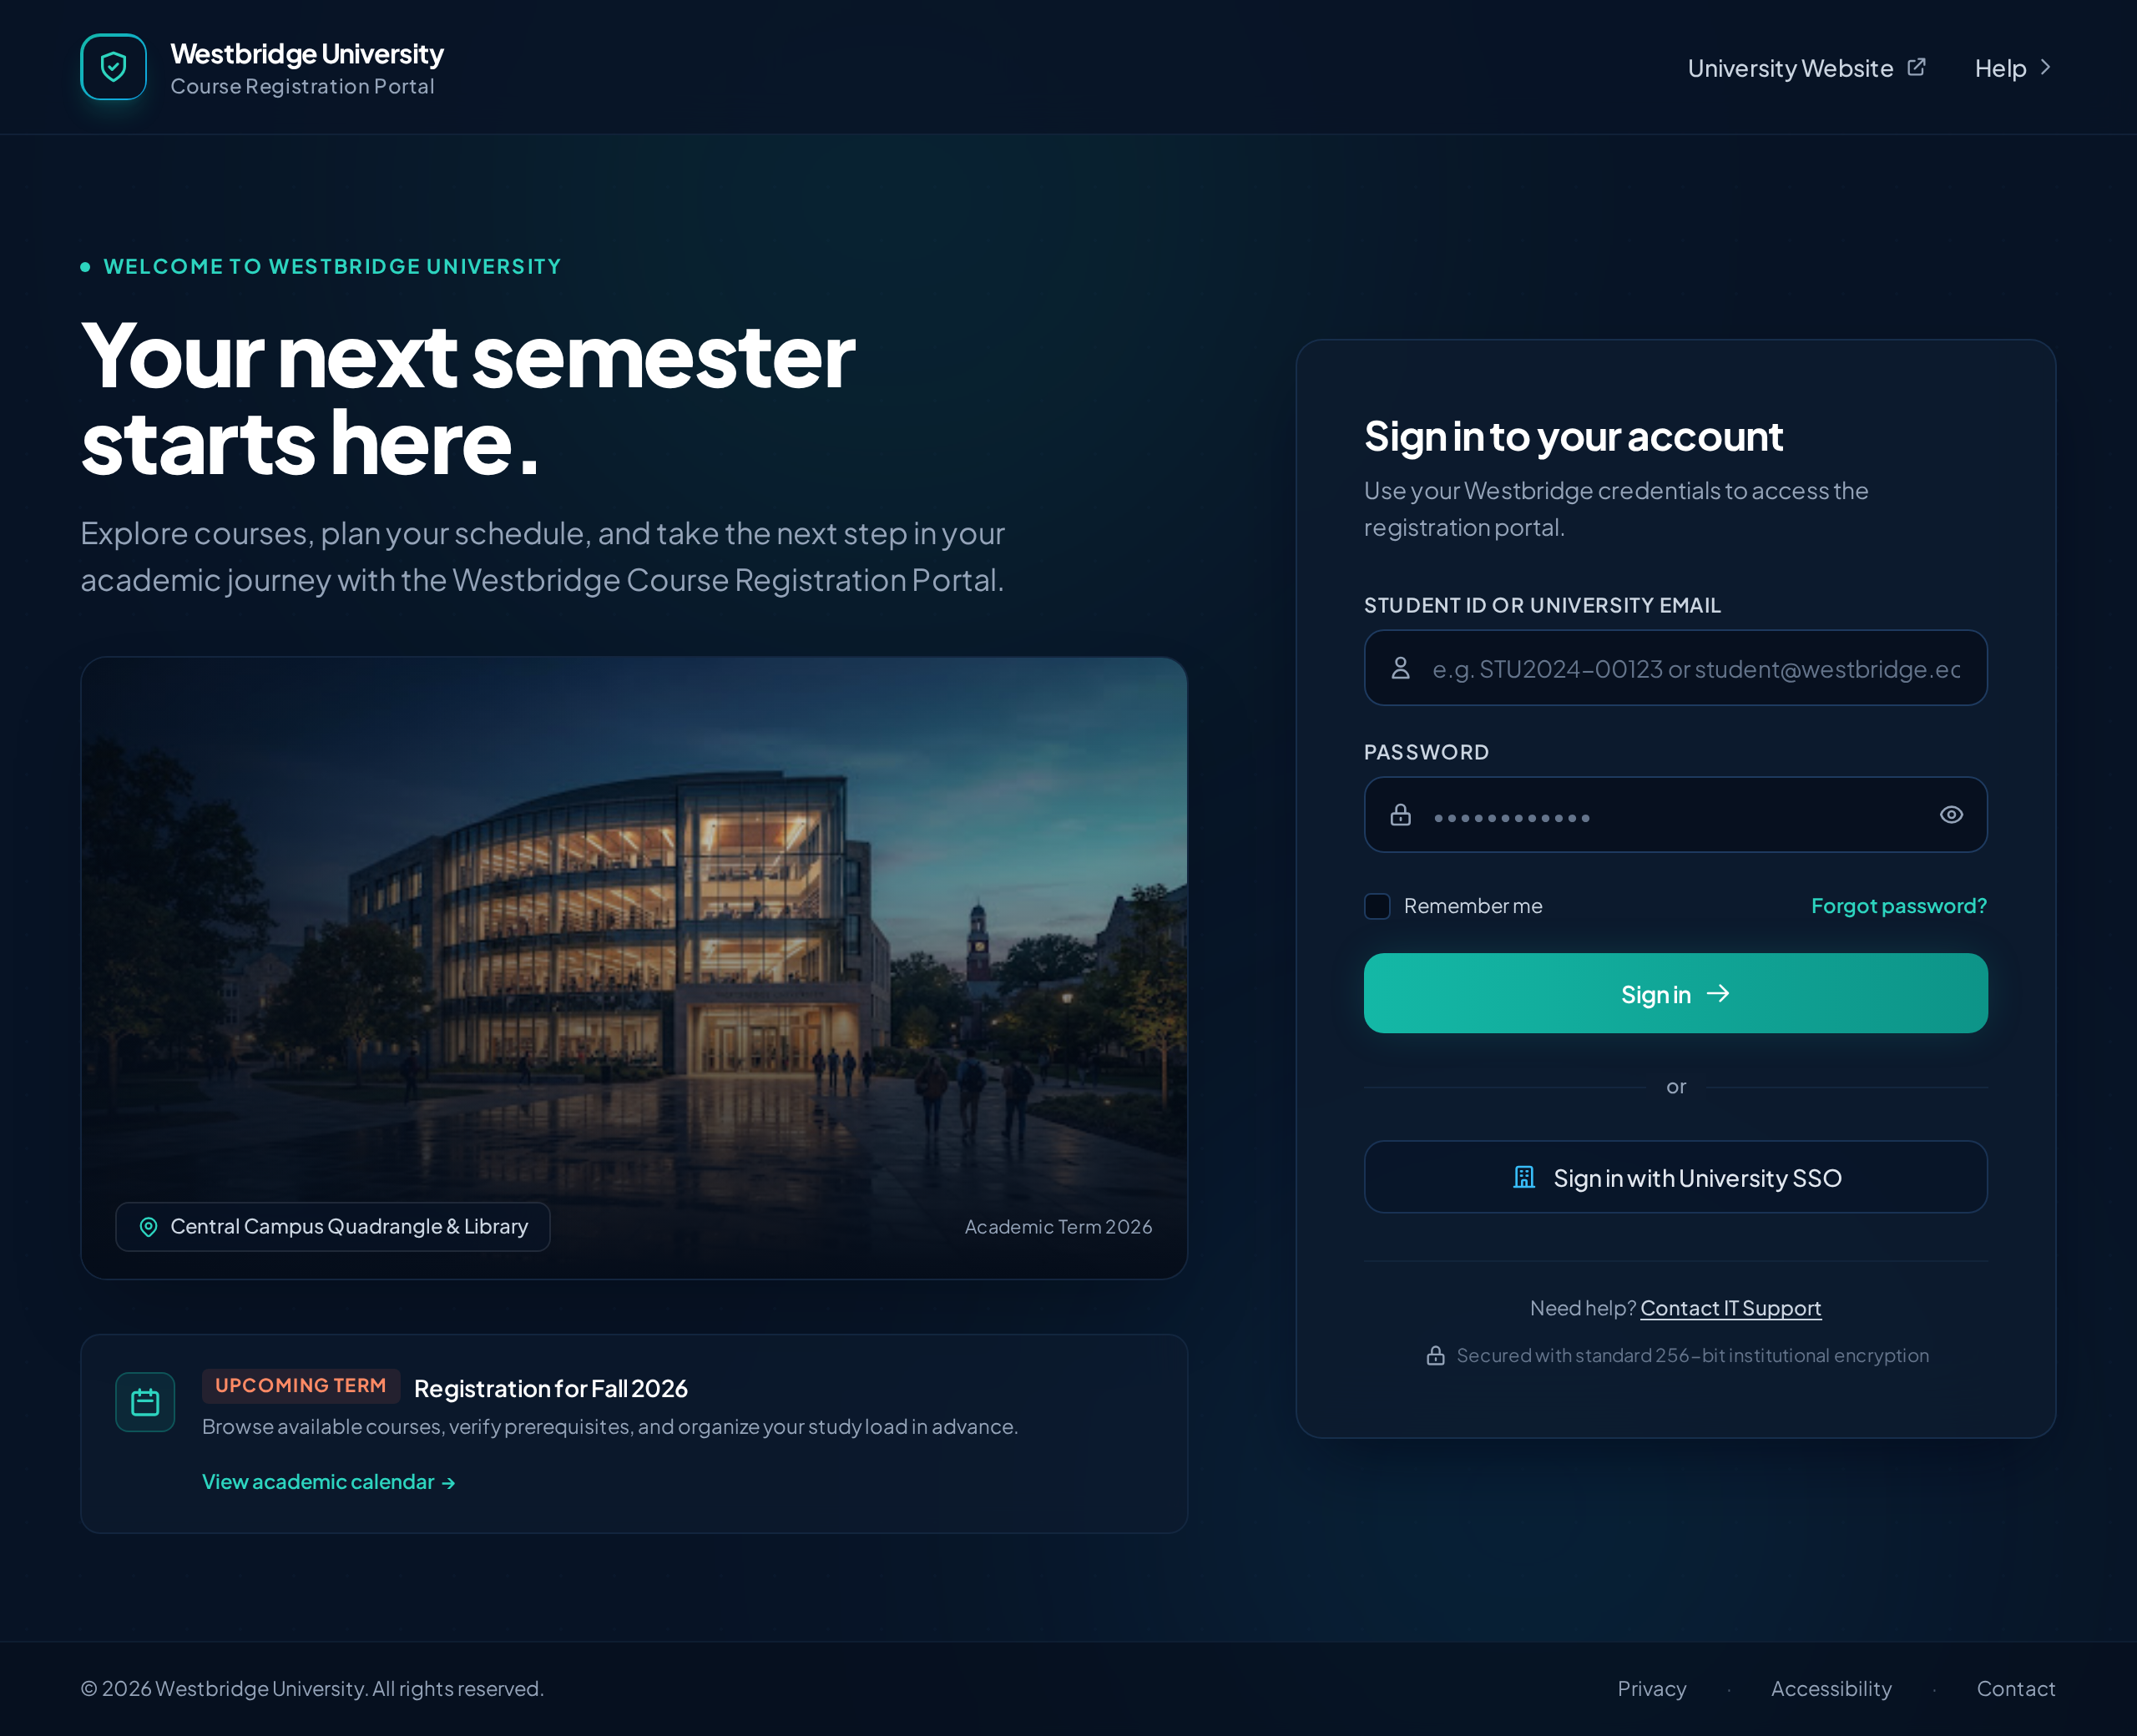 Westbridge University
Course Registration Portal
University Website
Help
WELCOME TO WESTBRIDGE UNIVERSITY
Your next semester
starts here.
Explore courses, plan your schedule, and take the next step in your
academic journey with the Westbridge Course Registration Portal.
Central Campus Quadrangle & Library
Academic Term 2026
UPCOMING TERM Registration for Fall 2026
Browse available courses, verify prerequisites, and organize your study load in advance.
View academic calendar →
Sign in to your account
Use your Westbridge credentials to access the
registration portal.
STUDENT ID OR UNIVERSITY EMAIL
e.g. STU2024-00123 or student@westbridge.ec
PASSWORD
••••••••••••
Remember me
Forgot password?
Sign in →
or
Sign in with University SSO
Need help? Contact IT Support
Secured with standard 256-bit institutional encryption
© 2026 Westbridge University. All rights reserved.
Privacy · Accessibility · Contact